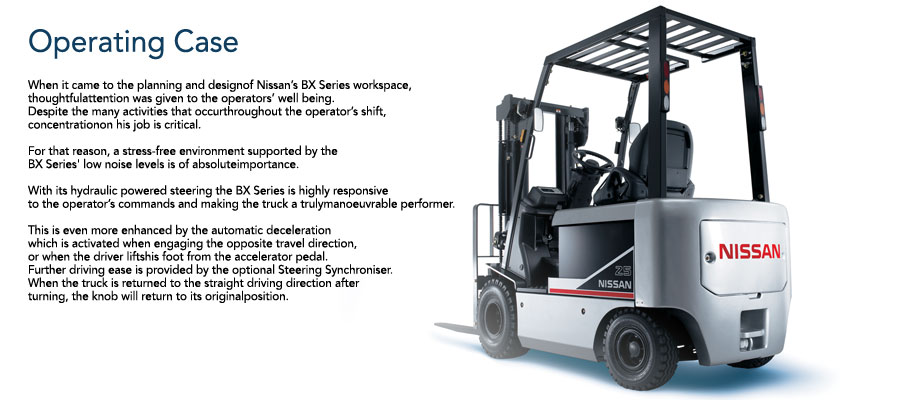 Operating Case
When it came to the planning and designof Nissan's BX Series workspace,
thoughtfulattention was given to the operators' well being.
Despite the many activities that occurthroughout the operator's shift,
concentrationon his job is critical.
For that reason, a stress-free environment supported by the
BX Series' low noise levels is of absoluteimportance.
With its hydraulic powered steering the BX Series is highly responsive
to the operator's commands and making the truck a trulymanoeuvrable performer.
This is even more enhanced by the automatic deceleration
which is activated when engaging the opposite travel direction,
or when the driver liftshis foot from the accelerator pedal.
Further driving ease is provided by the optional Steering Synchroniser.
When the truck is returned to the straight driving direction after
turning, the knob will return to its originalposition.
NISSAN
25
NISSAN